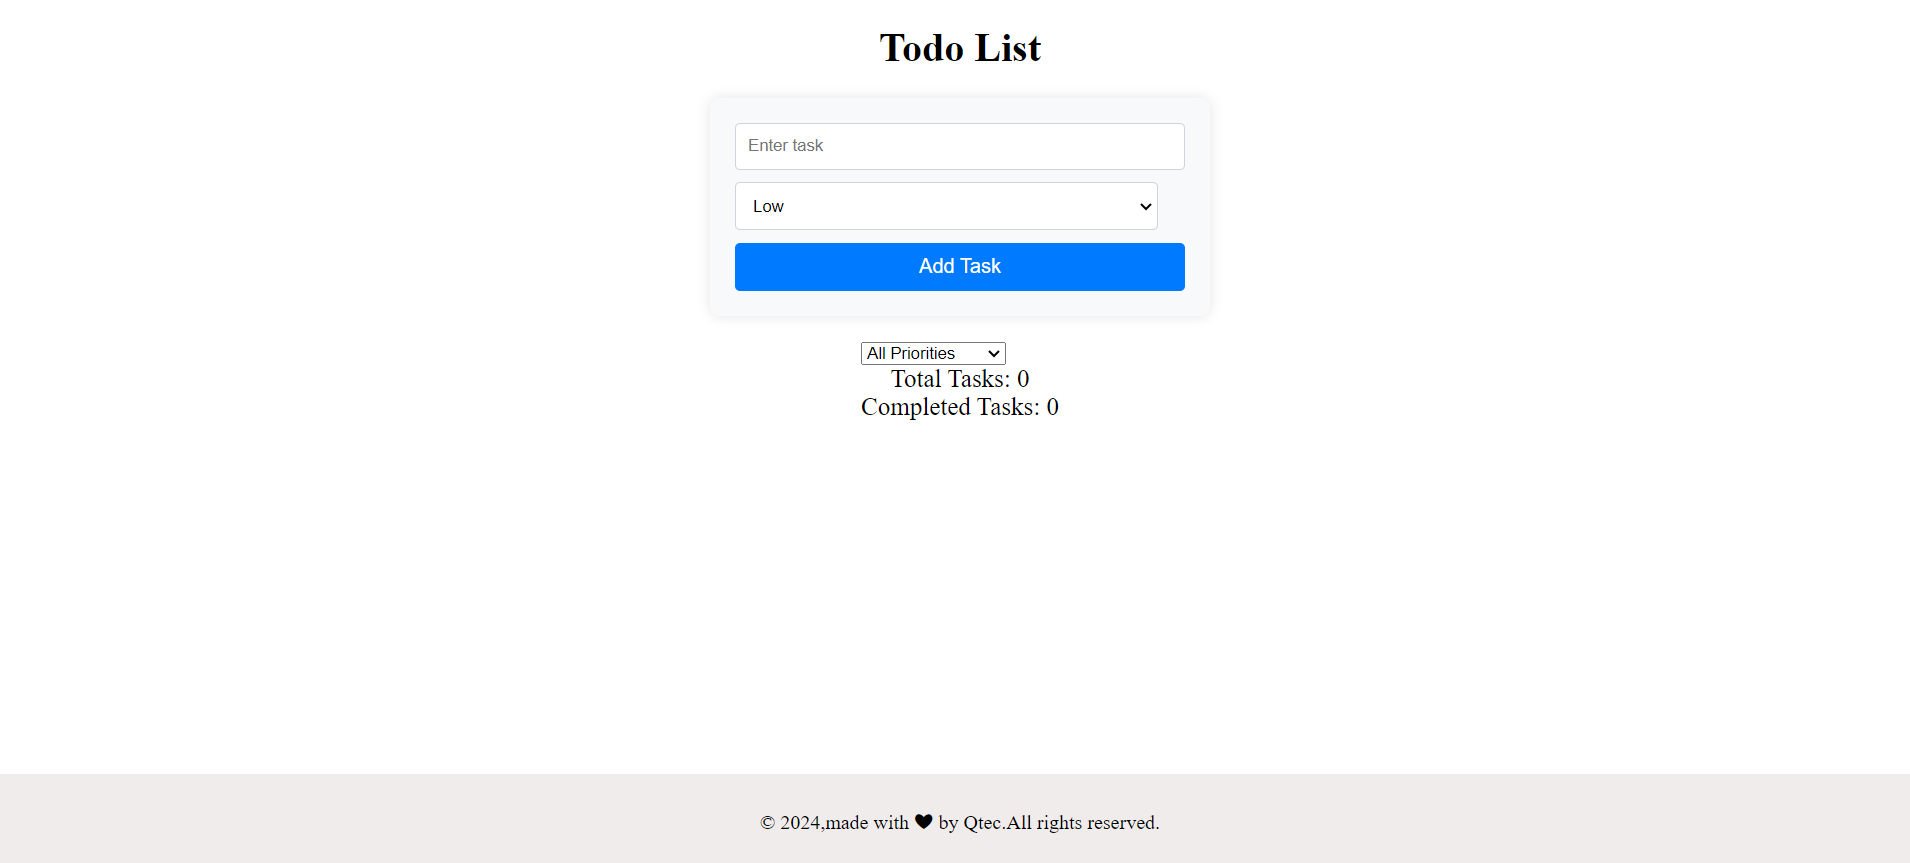 Todo List
Enter task
Low
Add Task
All Priorities
Total Tasks: 0
Completed Tasks: 0
© 2024,made with ♥ by Qtec.All rights reserved.